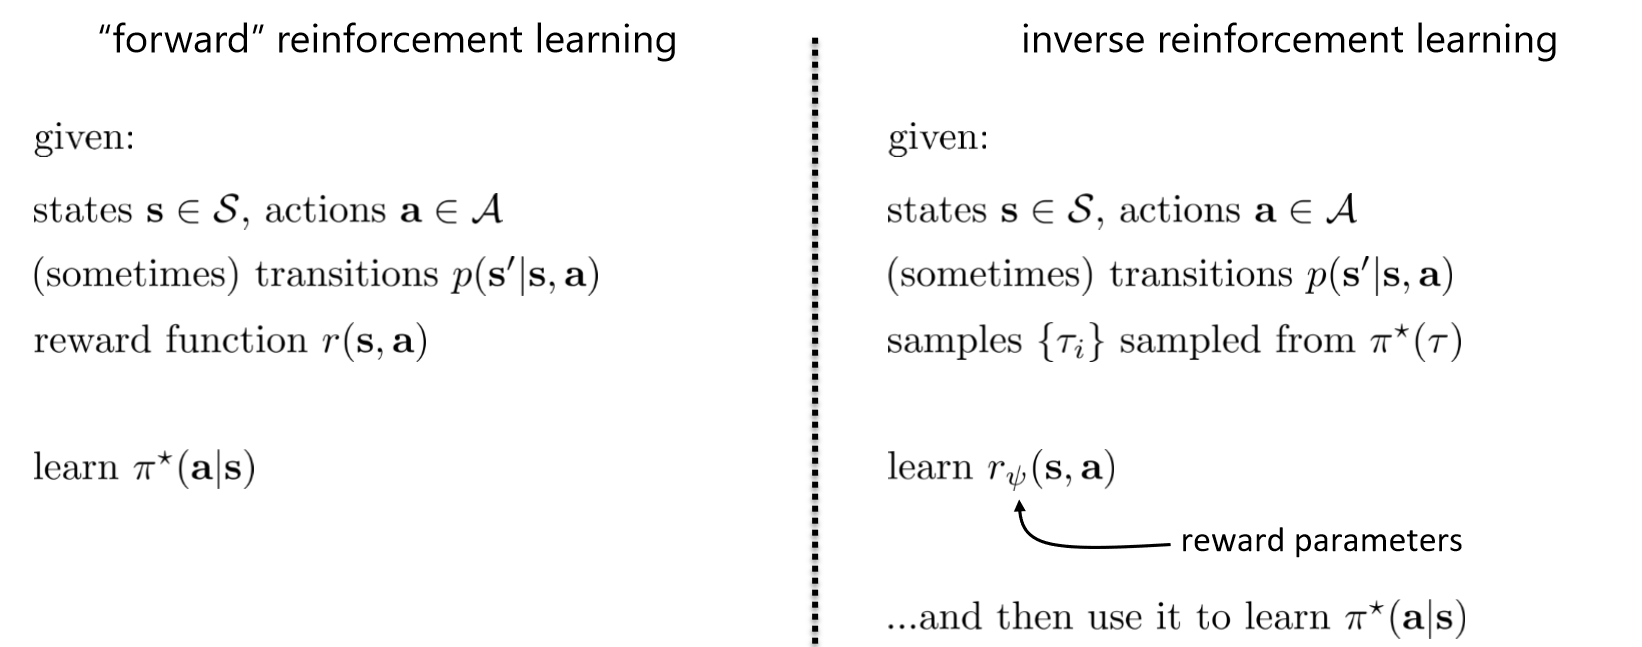 “forward” reinforcement learning
given:
states s ∈ 𝒮, actions a ∈ 𝒜
(sometimes) transitions p(s′|s, a)
reward function r(s, a)
learn π⋆(a|s)
inverse reinforcement learning
given:
states s ∈ 𝒮, actions a ∈ 𝒜
(sometimes) transitions p(s′|s, a)
samples {τᵢ} sampled from π⋆(τ)
learn r_ψ(s, a)
reward parameters
...and then use it to learn π⋆(a|s)